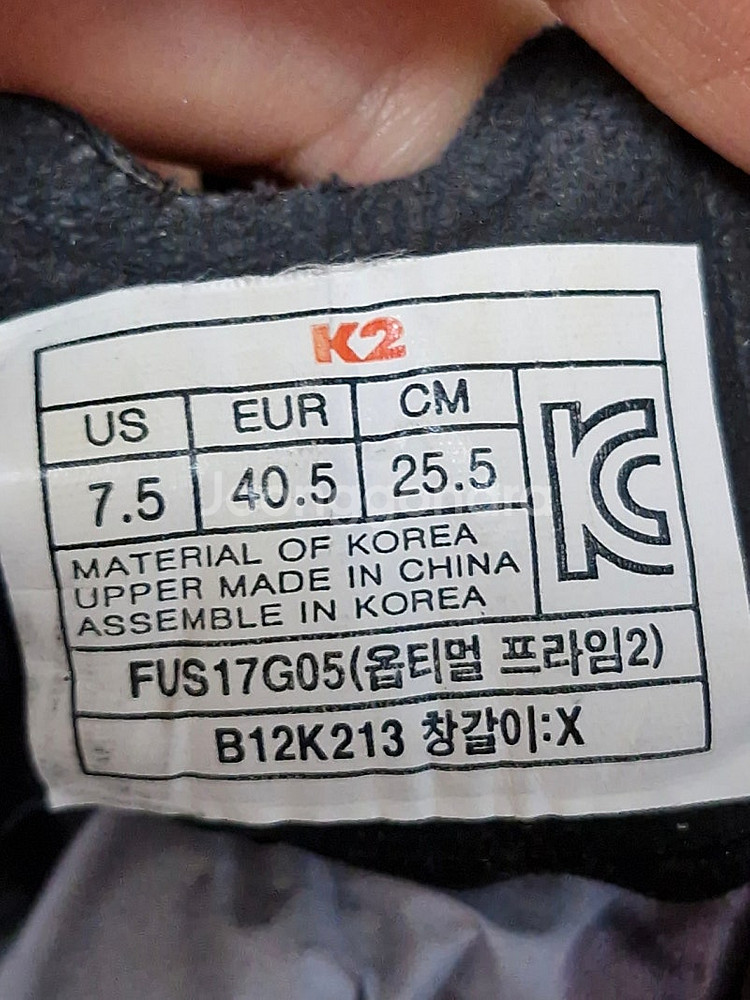 K2
US EUR CM
7.5 40.5 25.5
MATERIAL OF KOREA
UPPER MADE IN CHINA
ASSEMBLE IN KOREA
FUS17G05(옵티멀 프라임2)
B12K213 창갈이:X